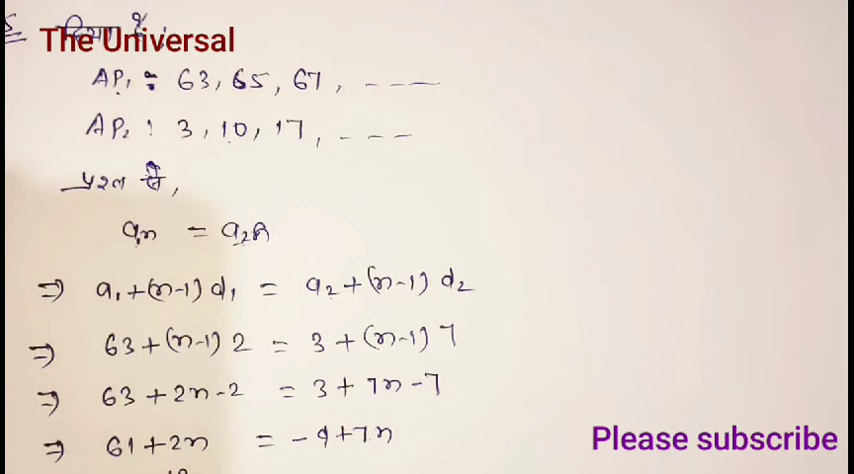 The Universal
AP₁ : 63, 65, 67, ----
AP₂ : 3, 10, 17, ---
प्रश्न से,
a₁n = a₂n
⇒ a₁+(n-1) d₁ = a₂+(n-1) d₂
⇒ 63+(n-1) 2 = 3+(n-1) 7
⇒ 63+2n-2 = 3+7n-7
⇒ 61+2n = -4+7n
Please subscribe